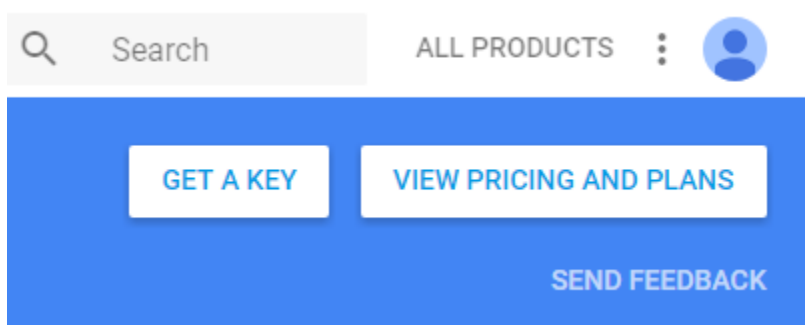 Search ALL PRODUCTS
GET A KEY VIEW PRICING AND PLANS
SEND FEEDBACK